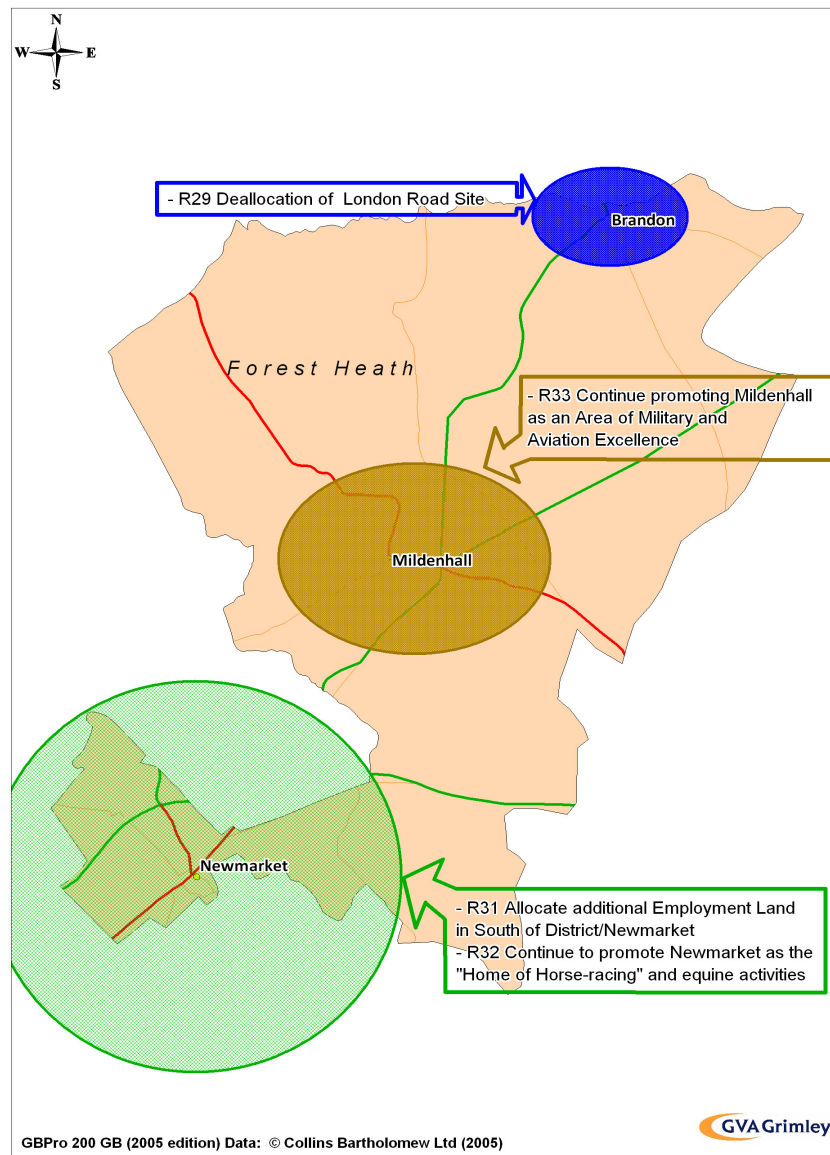 N
W E
S
- R29 Deallocation of London Road Site
Brandon
Forest Heath
- R33 Continue promoting Mildenhall
as an Area of Military and
Aviation Excellence
Mildenhall
Newmarket
- R31 Allocate additional Employment Land
in South of District/Newmarket
- R32 Continue to promote Newmarket as the
"Home of Horse-racing" and equine activities
GVAGrimley
GBPro 200 GB (2005 edition) Data: © Collins Bartholomew Ltd (2005)